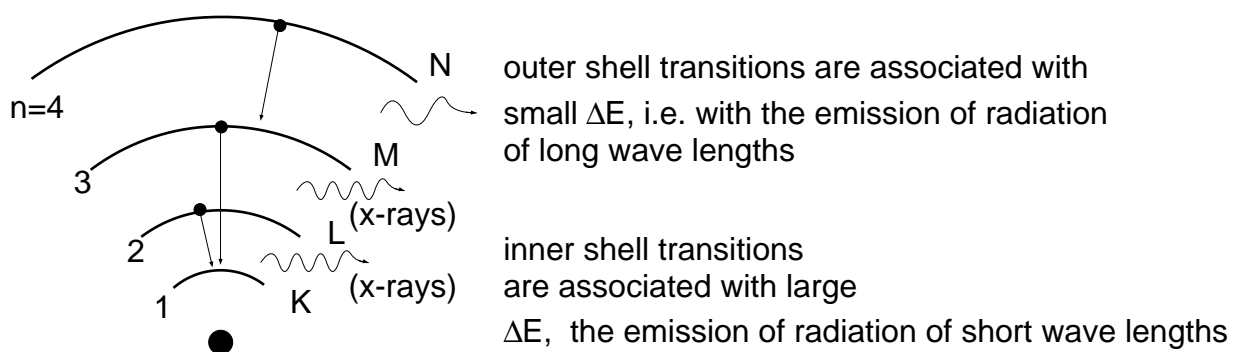 N
outer shell transitions are associated with
n=4
small ΔE, i.e. with the emission of radiation
of long wave lengths
M
3
(x-rays)
L
2
inner shell transitions
(x-rays)
are associated with large
K
1
ΔE, the emission of radiation of short wave lengths